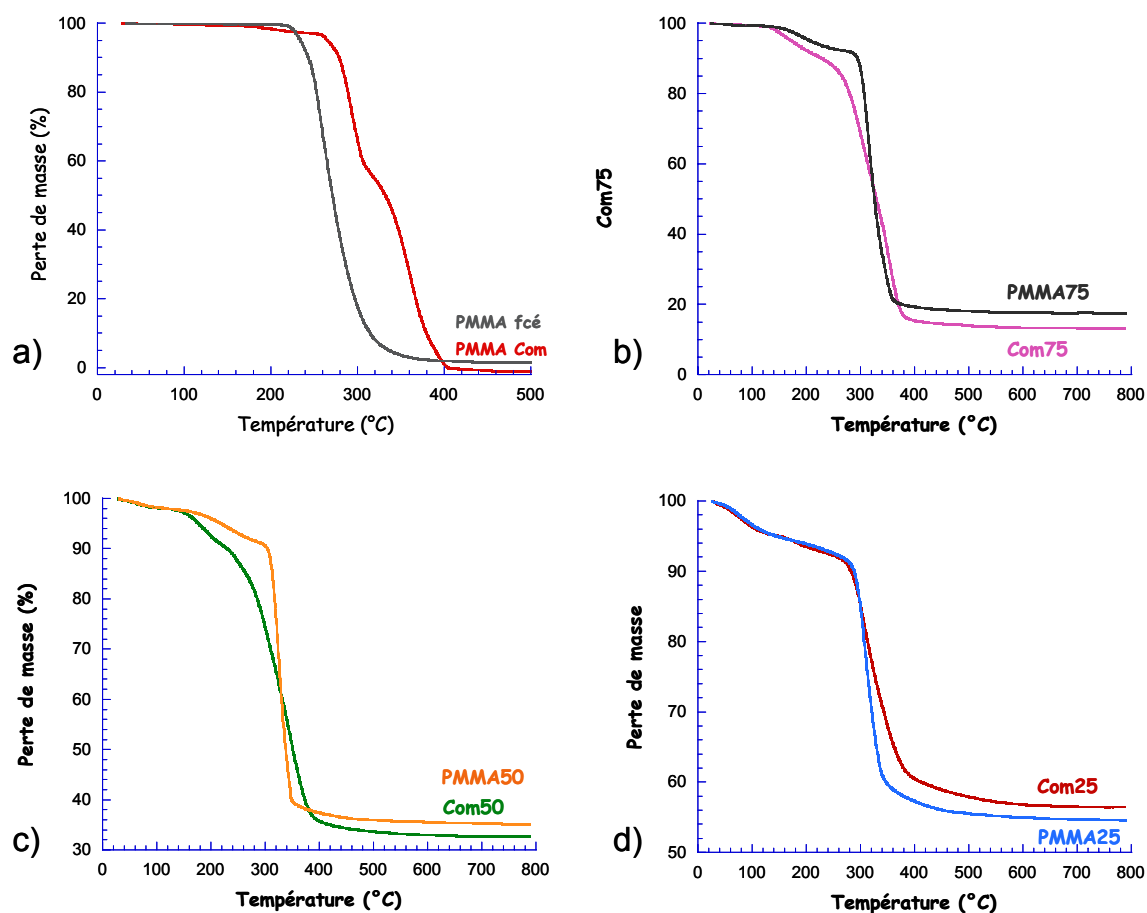 100
80
60
40
20
0
Perte de masse (%)
PMMA fcé
PMMA Com
a)
0 100 200 300 400 500
Température (°C)
100
80
60
40
20
0
Com75
PMMA75
Com75
b)
0 100 200 300 400 500 600 700 800
Température (°C)
100
90
80
70
60
50
40
30
Perte de masse (%)
PMMA50
Com50
c)
0 100 200 300 400 500 600 700 800
Température (°C)
100
90
80
70
60
50
Perte de masse
Com25
PMMA25
d)
0 100 200 300 400 500 600 700 800
Température (°C)